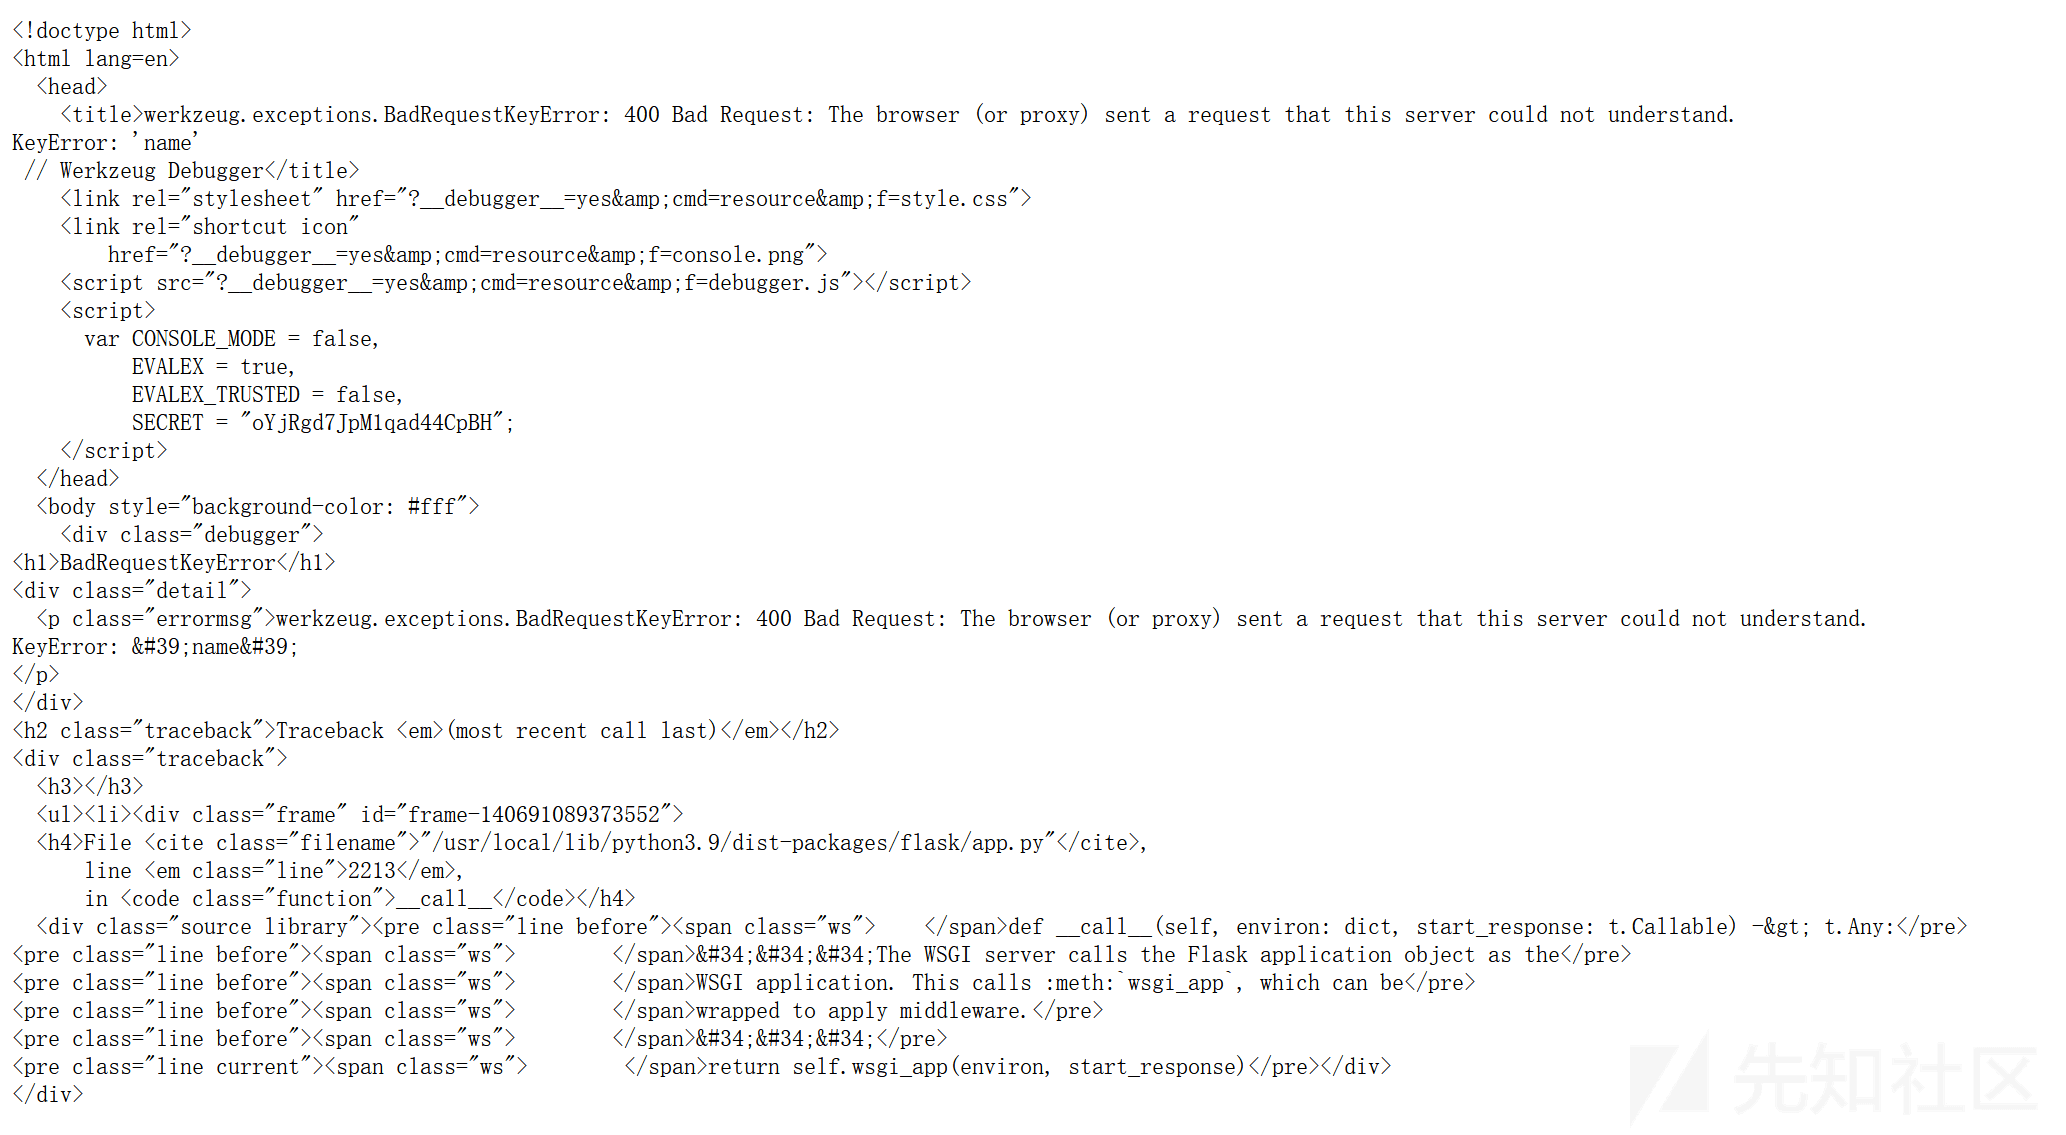 <!doctype html>
<html lang=en>
  <head>
    <title>werkzeug.exceptions.BadRequestKeyError: 400 Bad Request: The browser (or proxy) sent a request that this server could not understand.
KeyError: 'name'
 // Werkzeug Debugger</title>
    <link rel="stylesheet" href="?__debugger__=yes&amp;cmd=resource&amp;f=style.css">
    <link rel="shortcut icon"
        href="?__debugger__=yes&amp;cmd=resource&amp;f=console.png">
    <script src="?__debugger__=yes&amp;cmd=resource&amp;f=debugger.js"></script>
    <script>
      var CONSOLE_MODE = false,
          EVALEX = true,
          EVALEX_TRUSTED = false,
          SECRET = "oYjRgd7JpM1qad44CpBH";
    </script>
  </head>
  <body style="background-color: #fff">
    <div class="debugger">
<h1>BadRequestKeyError</h1>
<div class="detail">
  <p class="errormsg">werkzeug.exceptions.BadRequestKeyError: 400 Bad Request: The browser (or proxy) sent a request that this server could not understand.
KeyError: &#39;name&#39;
</p>
</div>
<h2 class="traceback">Traceback <em>(most recent call last)</em></h2>
<div class="traceback">
  <h3></h3>
  <ul><li><div class="frame" id="frame-140691089373552">
  <h4>File <cite class="filename">"/usr/local/lib/python3.9/dist-packages/flask/app.py"</cite>,
      line <em class="line">2213</em>,
      in <code class="function">__call__</code></h4>
  <div class="source library"><pre class="line before"><span class="ws">    </span>def __call__(self, environ: dict, start_response: t.Callable) -&gt; t.Any:</pre>
<pre class="line before"><span class="ws">        </span>&#34;&#34;&#34;The WSGI server calls the Flask application object as the</pre>
<pre class="line before"><span class="ws">        </span>WSGI application. This calls :meth:`wsgi_app`, which can be</pre>
<pre class="line before"><span class="ws">        </span>wrapped to apply middleware.</pre>
<pre class="line before"><span class="ws">        </span>&#34;&#34;&#34;</pre>
<pre class="line current"><span class="ws">        </span>return self.wsgi_app(environ, start_response)</pre></div>
</div>
先知社区